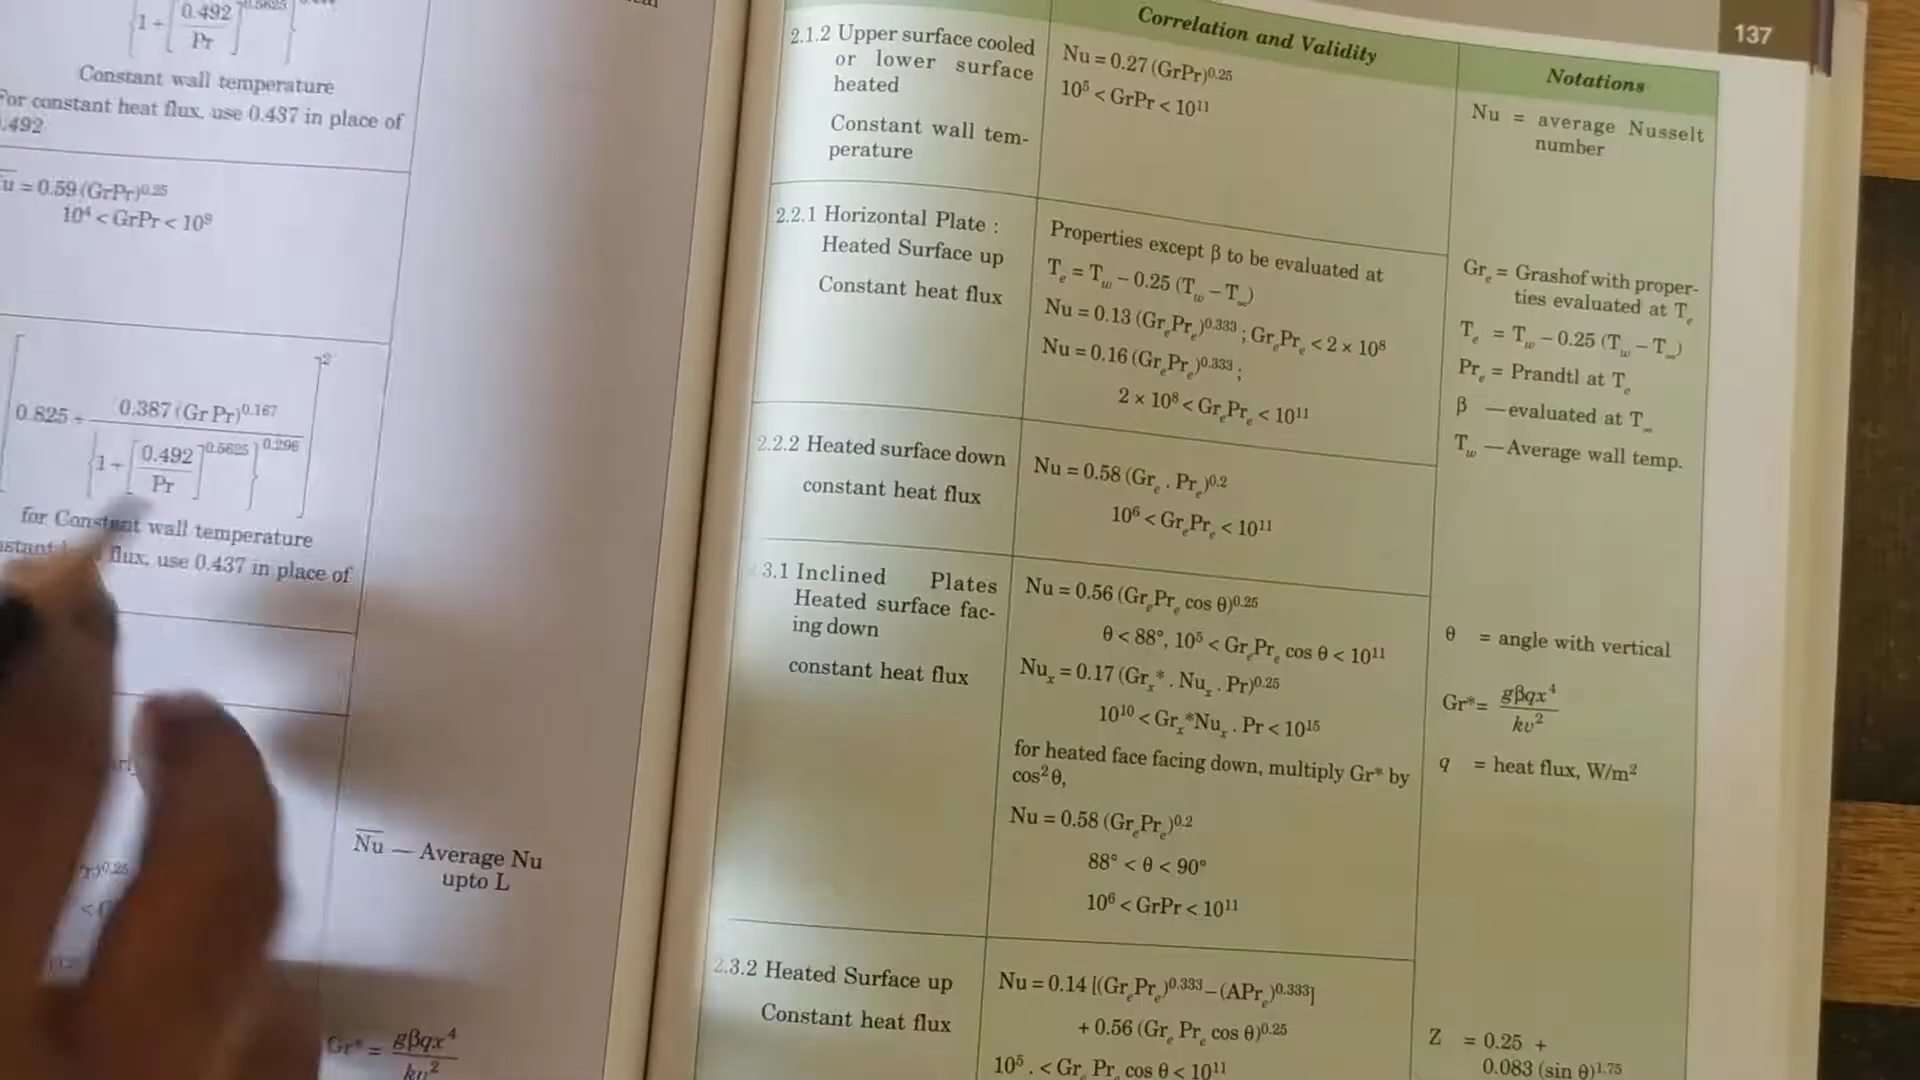 {1+[0.492/Pr]^0.5625}
Constant wall temperature
For constant heat flux, use 0.437 in place of
.492
u = 0.59 (GrPr)^0.25
10^4 < GrPr < 10^9
[0.825 + 0.387 (Gr Pr)^0.167 / {1+[0.492/Pr]^0.5625}^0.296]^2
for Constant wall temperature
flux, use 0.437 in place of
Nu — Average Nu
upto L
Gr* = gβqx^4 / kυ^2
137
Correlation and Validity
Notations
2.1.2 Upper surface cooled
or lower surface
heated
Constant wall tem-
perature
Nu = 0.27 (GrPr)^0.25
10^5 < GrPr < 10^11
Nu = average Nusselt
number
2.2.1 Horizontal Plate :
Heated Surface up
Constant heat flux
Properties except β to be evaluated at
T_e = T_w – 0.25 (T_w – T_∞)
Nu = 0.13 (Gr_e Pr_e)^0.333 ; Gr_e Pr_e < 2 × 10^8
Nu = 0.16 (Gr_e Pr_e)^0.333 ;
2 × 10^8 < Gr_e Pr_e < 10^11
Gr_e = Grashof with proper-
ties evaluated at T_e
T_e = T_w – 0.25 (T_w – T_∞)
Pr_e = Prandtl at T_e
β — evaluated at T_∞
T_w — Average wall temp.
2.2.2 Heated surface down
constant heat flux
Nu = 0.58 (Gr_e . Pr_e)^0.2
10^6 < Gr_e Pr_e < 10^11
.3.1 Inclined Plates
Heated surface fac-
ing down
constant heat flux
Nu = 0.56 (Gr_e Pr_e cos θ)^0.25
θ < 88°, 10^5 < Gr_e Pr_e cos θ < 10^11
Nu_x = 0.17 (Gr_x* . Nu_x . Pr)^0.25
10^10 < Gr_x* Nu_x . Pr < 10^15
for heated face facing down, multiply Gr* by
cos^2 θ,
Nu = 0.58 (Gr_e Pr_e)^0.2
88° < θ < 90°
10^6 < GrPr < 10^11
θ = angle with vertical
Gr* = gβqx^4 / kυ^2
q = heat flux, W/m^2
2.3.2 Heated Surface up
Constant heat flux
Nu = 0.14 [(Gr_e Pr_e)^0.333 – (APr_e)^0.333]
+ 0.56 (Gr_e Pr_e cos θ)^0.25
10^5 . < Gr_e Pr_e cos θ < 10^11
Z = 0.25 +
0.083 (sin θ)^1.75